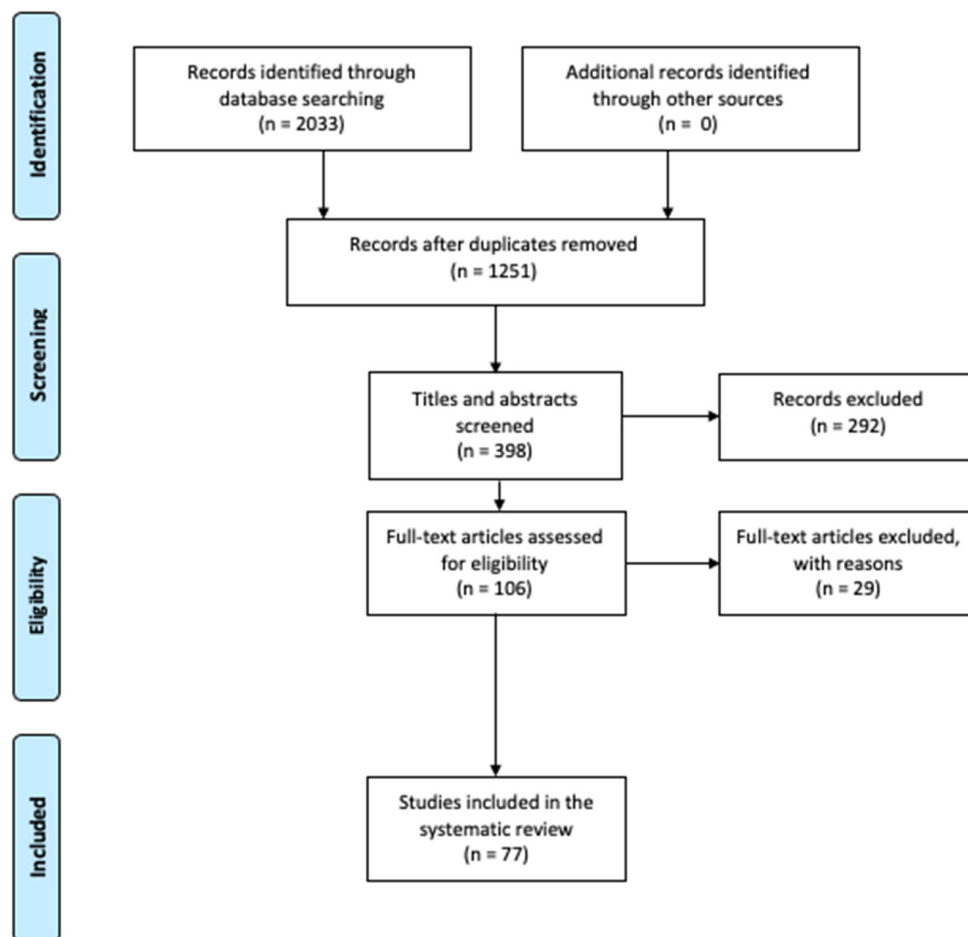 Identification
Records identified through
database searching
(n = 2033)
Additional records identified
through other sources
(n =  0)
Records after duplicates removed
(n = 1251)
Screening
Titles and abstracts
screened
(n = 398)
Records excluded
(n = 292)
Eligibility
Full-text articles assessed
for eligibility
(n = 106)
Full-text articles excluded,
with reasons
(n = 29)
Included
Studies included in the
systematic review
(n = 77)